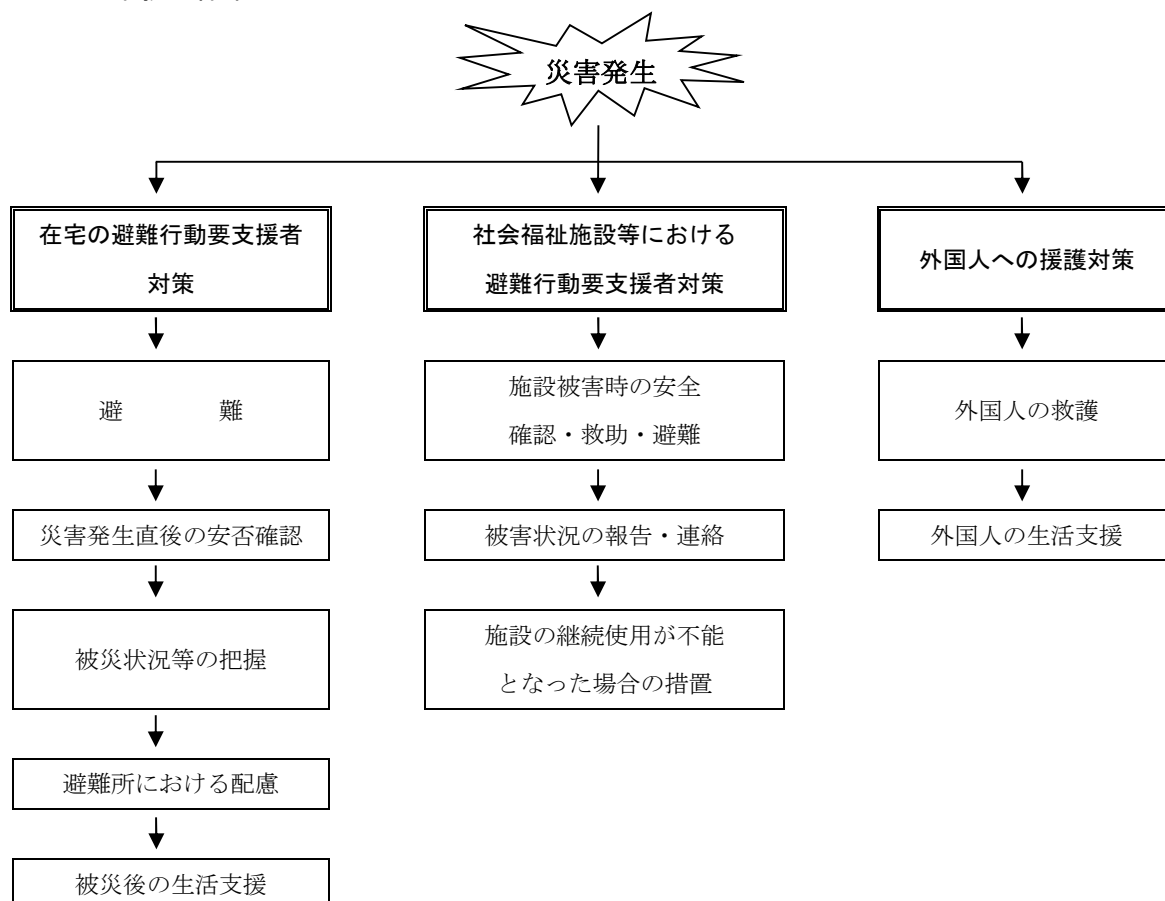 災害発生
在宅の避難行動要支援者
対策
避　　　難
災害発生直後の安否確認
被災状況等の把握
避難所における配慮
被災後の生活支援
社会福祉施設等における
避難行動要支援者対策
施設被害時の安全
確認・救助・避難
被害状況の報告・連絡
施設の継続使用が不能
となった場合の措置
外国人への援護対策
外国人の救護
外国人の生活支援